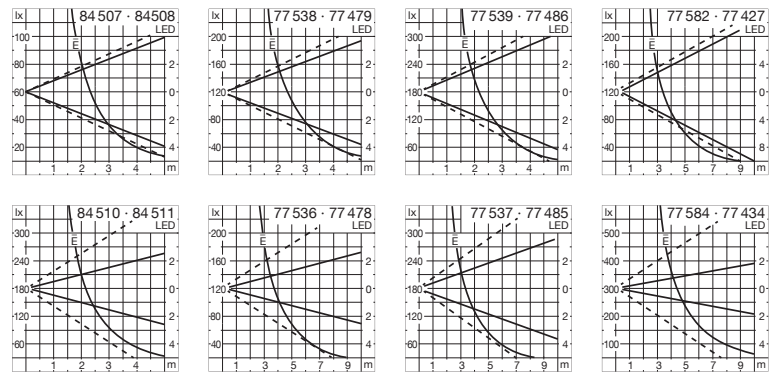 lx 84 507 · 84508
LED
E
100
80
60
40
20
2
0
2
4
1 2 3 4 m
lx 77 538 · 77 479
LED
E
200
160
120
80
40
2
0
2
4
1 2 3 4 m
lx 77 539 · 77 486
LED
E
300
240
180
120
60
2
0
2
4
2 4 6 8 m
lx 77 582 · 77 427
LED
E
200
160
120
80
40
4
0
4
8
1 3 5 7 9 m
lx 84 510 · 84 511
LED
E
300
240
180
120
60
2
0
2
4
1 2 3 4 m
lx 77 536 · 77 478
LED
E
200
160
120
80
40
2
0
2
4
1 3 5 7 9 m
lx 77 537 · 77 485
LED
E
300
240
180
120
60
2
0
2
4
1 3 5 7 9 m
lx 77 584 · 77 434
LED
E
500
400
300
200
100
2
0
2
4
1 3 5 7 9 m